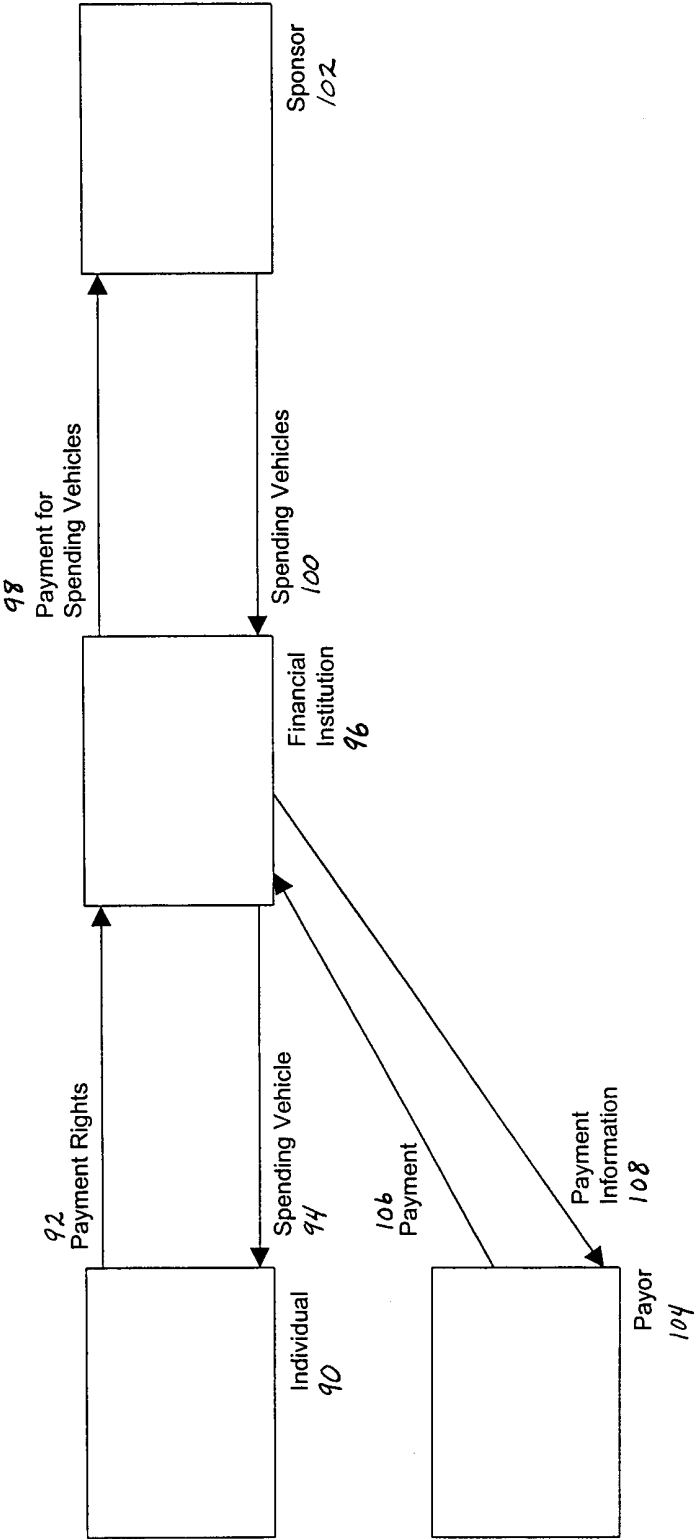 98
Payment for
Spending Vehicles
92
Payment Rights
Spending Vehicle
94
Spending Vehicles
100
Individual
90
Financial
Institution
96
Sponsor
102
106
Payment
Payment
Information
108
Payor
104